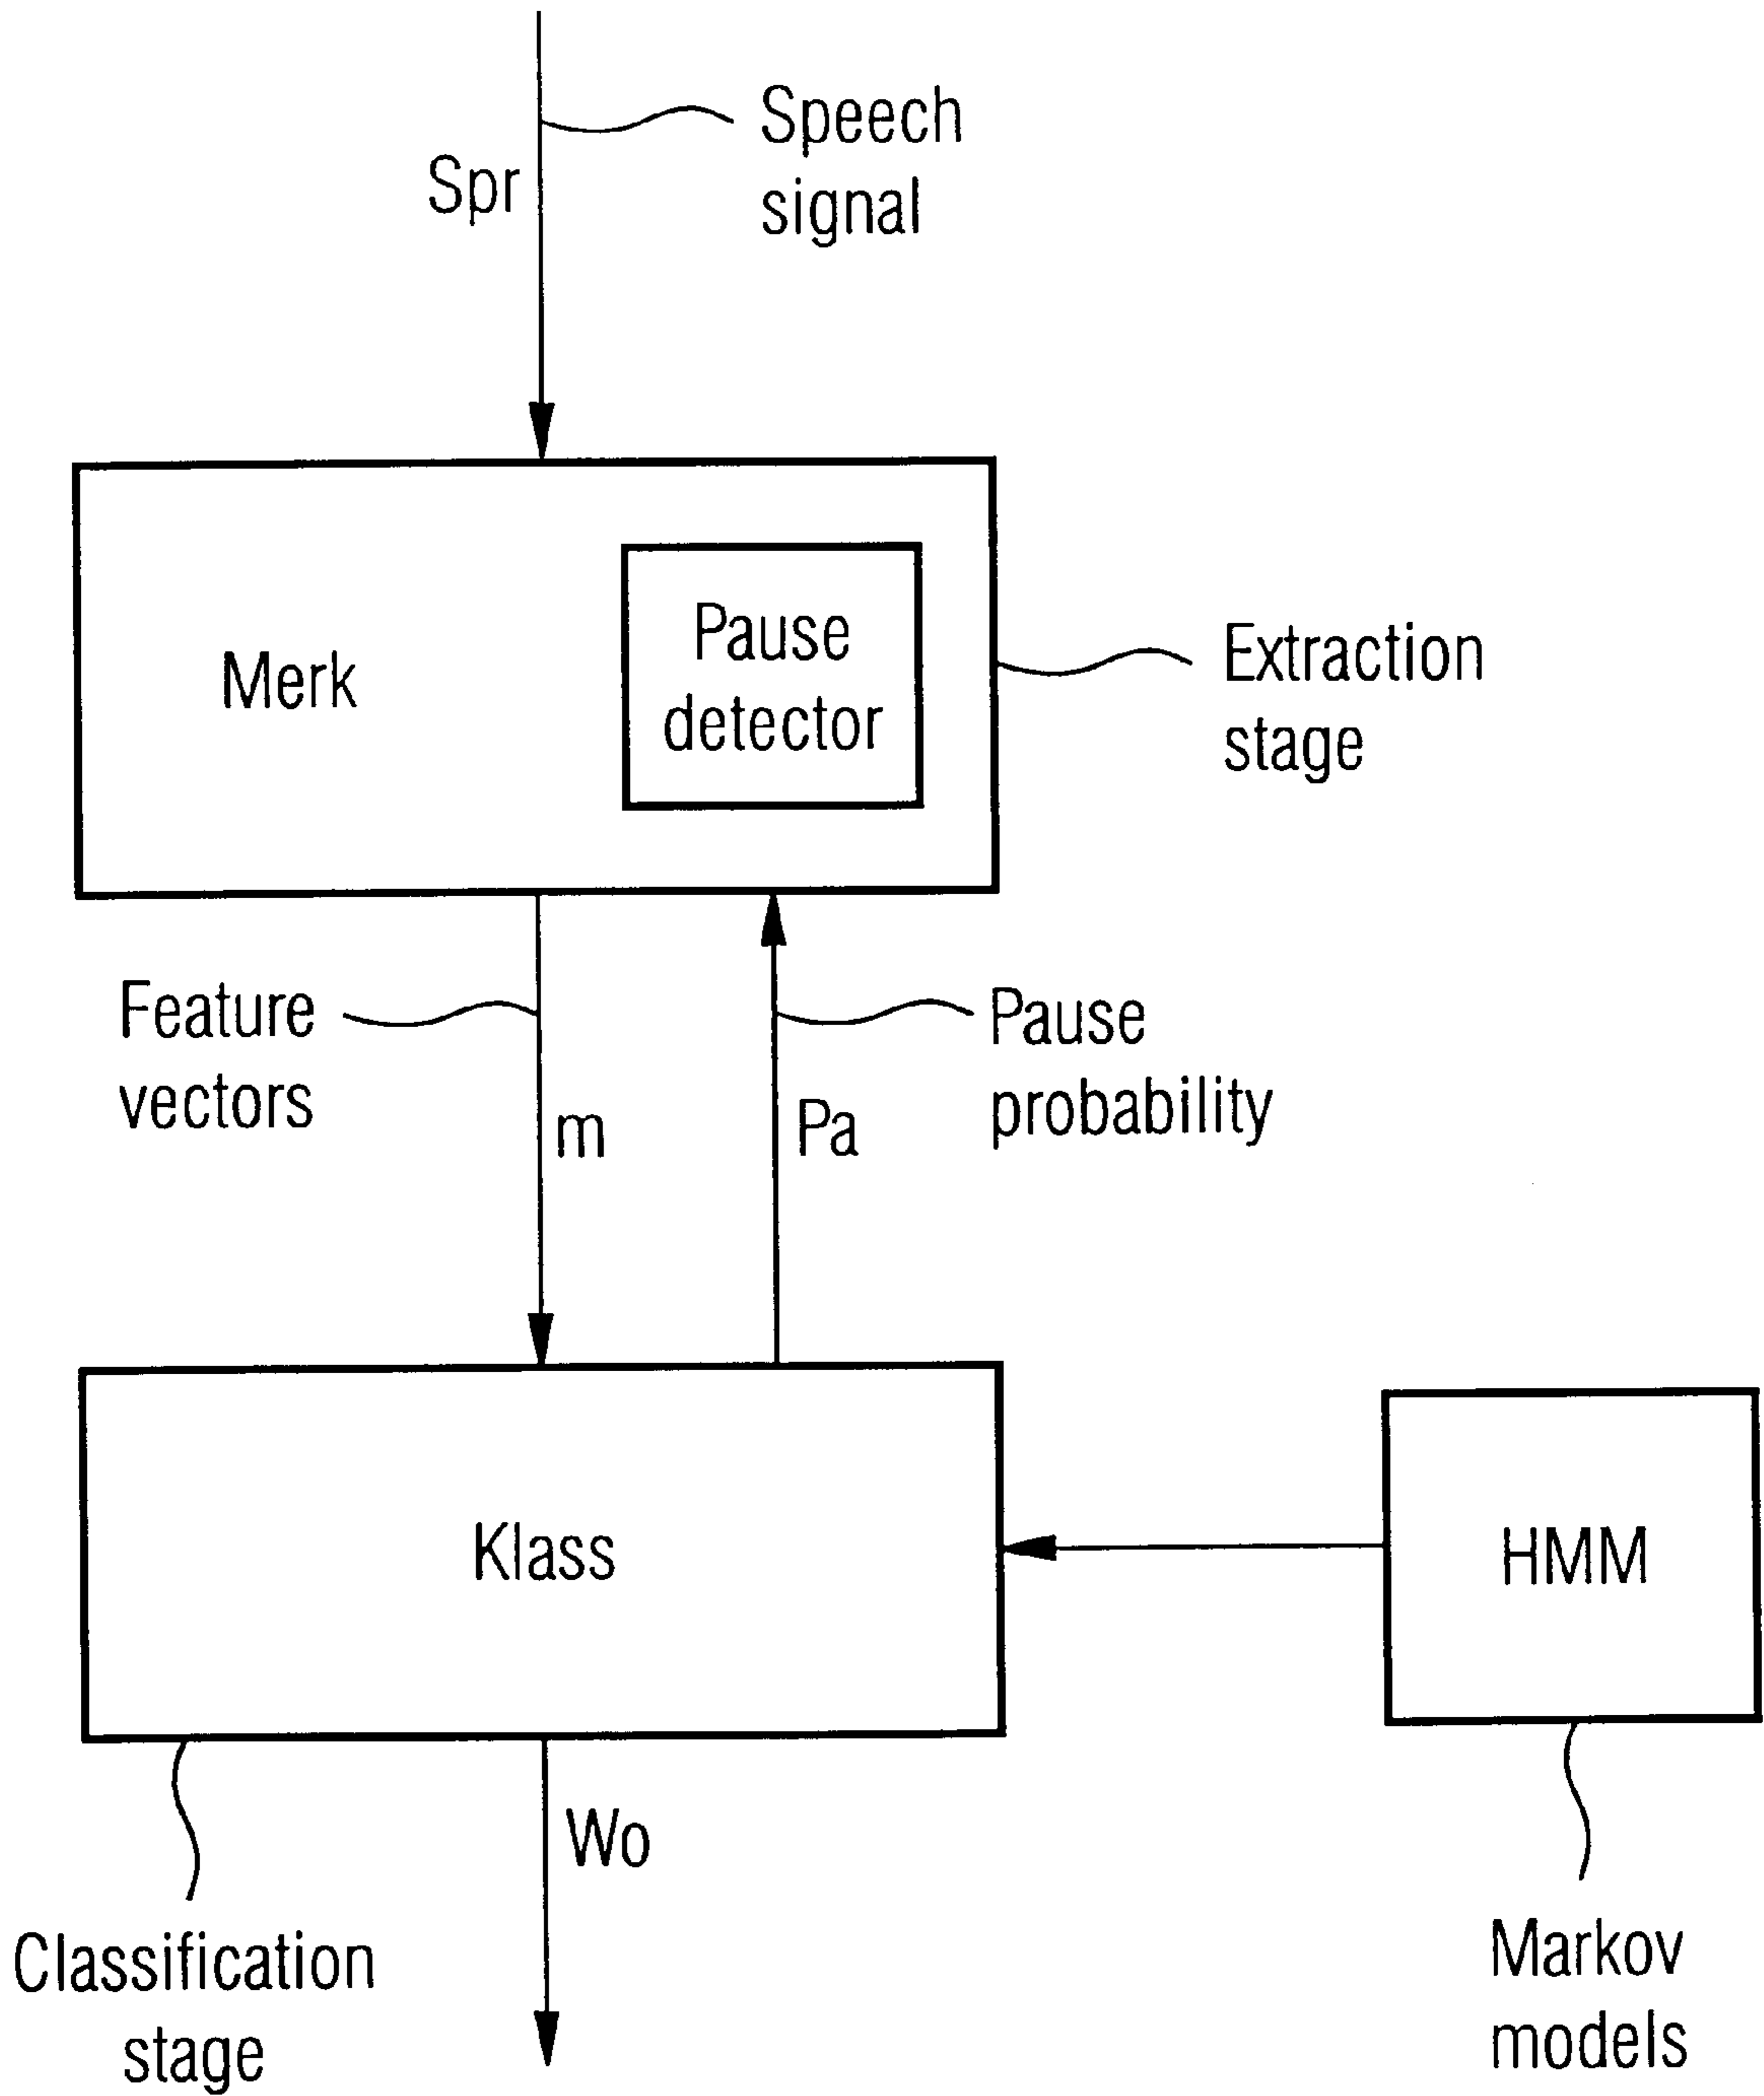 Speech
signal
Spr
Merk
Pause
detector
Extraction
stage
Feature
vectors
m
Pa
Pause
probability
Klass
HMM
Wo
Classification
stage
Markov
models